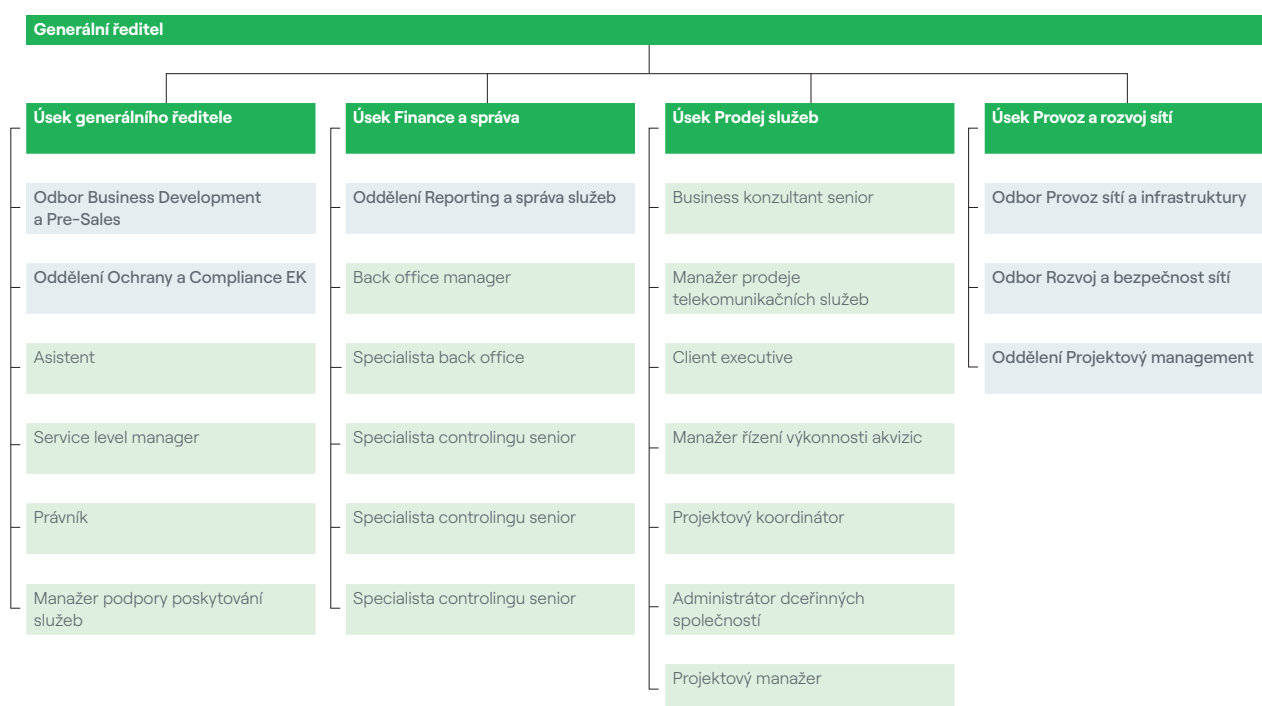 Generální ředitel
Úsek generálního ředitele
Odbor Business Development
a Pre-Sales
Oddělení Ochrany a Compliance EK
Asistent
Service level manager
Právník
Manažer podpory poskytování
služeb
Úsek Finance a správa
Oddělení Reporting a správa služeb
Back office manager
Specialista back office
Specialista controlingu senior
Specialista controlingu senior
Specialista controlingu senior
Úsek Prodej služeb
Business konzultant senior
Manažer prodeje
telekomunikačních služeb
Client executive
Manažer řízení výkonnosti akvizic
Projektový koordinátor
Administrátor dceřinných
společností
Projektový manažer
Úsek Provoz a rozvoj sítí
Odbor Provoz sítí a infrastruktury
Odbor Rozvoj a bezpečnost sítí
Oddělení Projektový management